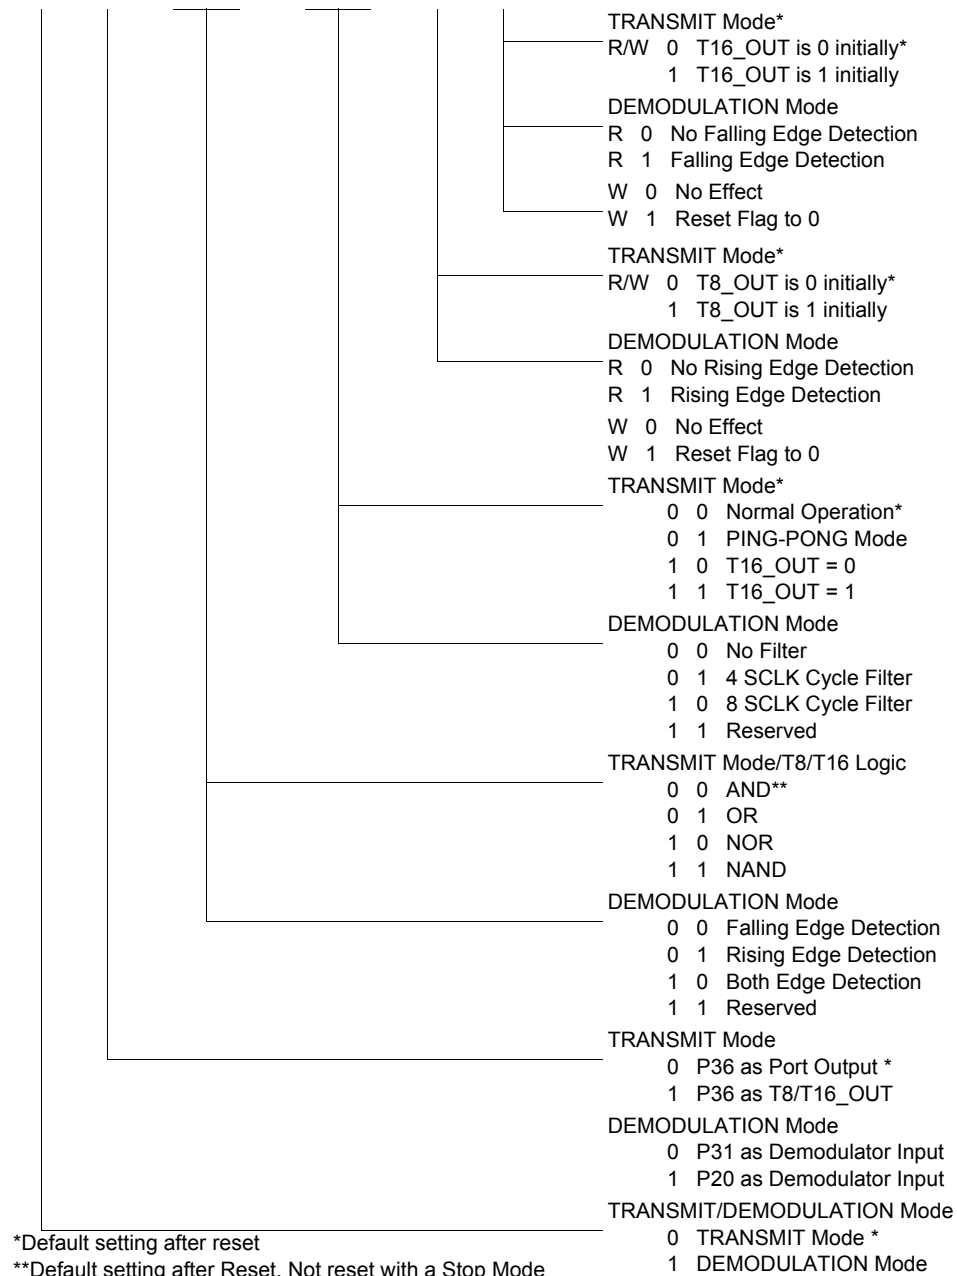 TRANSMIT Mode*
R/W 0 T16_OUT is 0 initially*
1 T16_OUT is 1 initially
DEMODULATION Mode
R 0 No Falling Edge Detection
R 1 Falling Edge Detection
W 0 No Effect
W 1 Reset Flag to 0
TRANSMIT Mode*
R/W 0 T8_OUT is 0 initially*
1 T8_OUT is 1 initially
DEMODULATION Mode
R 0 No Rising Edge Detection
R 1 Rising Edge Detection
W 0 No Effect
W 1 Reset Flag to 0
TRANSMIT Mode*
0 0 Normal Operation*
0 1 PING-PONG Mode
1 0 T16_OUT = 0
1 1 T16_OUT = 1
DEMODULATION Mode
0 0 No Filter
0 1 4 SCLK Cycle Filter
1 0 8 SCLK Cycle Filter
1 1 Reserved
TRANSMIT Mode/T8/T16 Logic
0 0 AND**
0 1 OR
1 0 NOR
1 1 NAND
DEMODULATION Mode
0 0 Falling Edge Detection
0 1 Rising Edge Detection
1 0 Both Edge Detection
1 1 Reserved
TRANSMIT Mode
0 P36 as Port Output *
1 P36 as T8/T16_OUT
DEMODULATION Mode
0 P31 as Demodulator Input
1 P20 as Demodulator Input
TRANSMIT/DEMODULATION Mode
0 TRANSMIT Mode *
1 DEMODULATION Mode
*Default setting after reset
**Default setting after Reset. Not reset with a Stop Mode